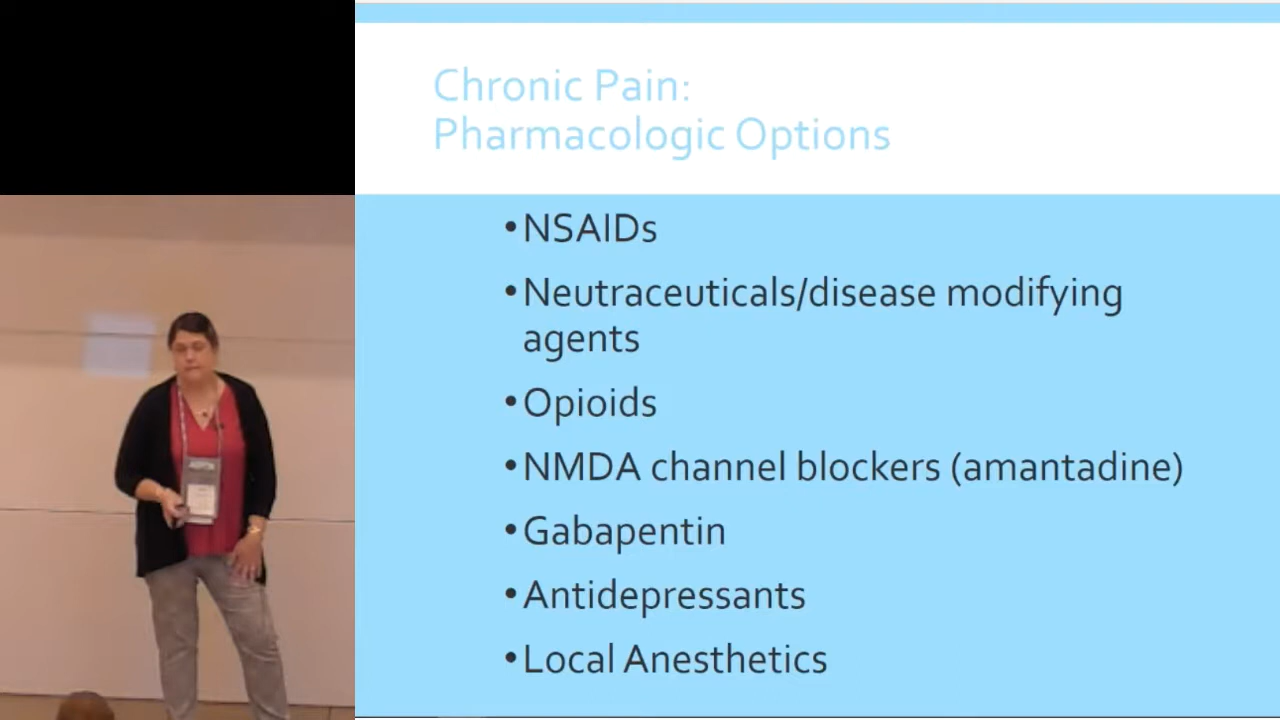 Chronic Pain:
Pharmacologic Options
•NSAIDs
•Neutraceuticals/disease modifying
agents
•Opioids
•NMDA channel blockers (amantadine)
•Gabapentin
•Antidepressants
•Local Anesthetics